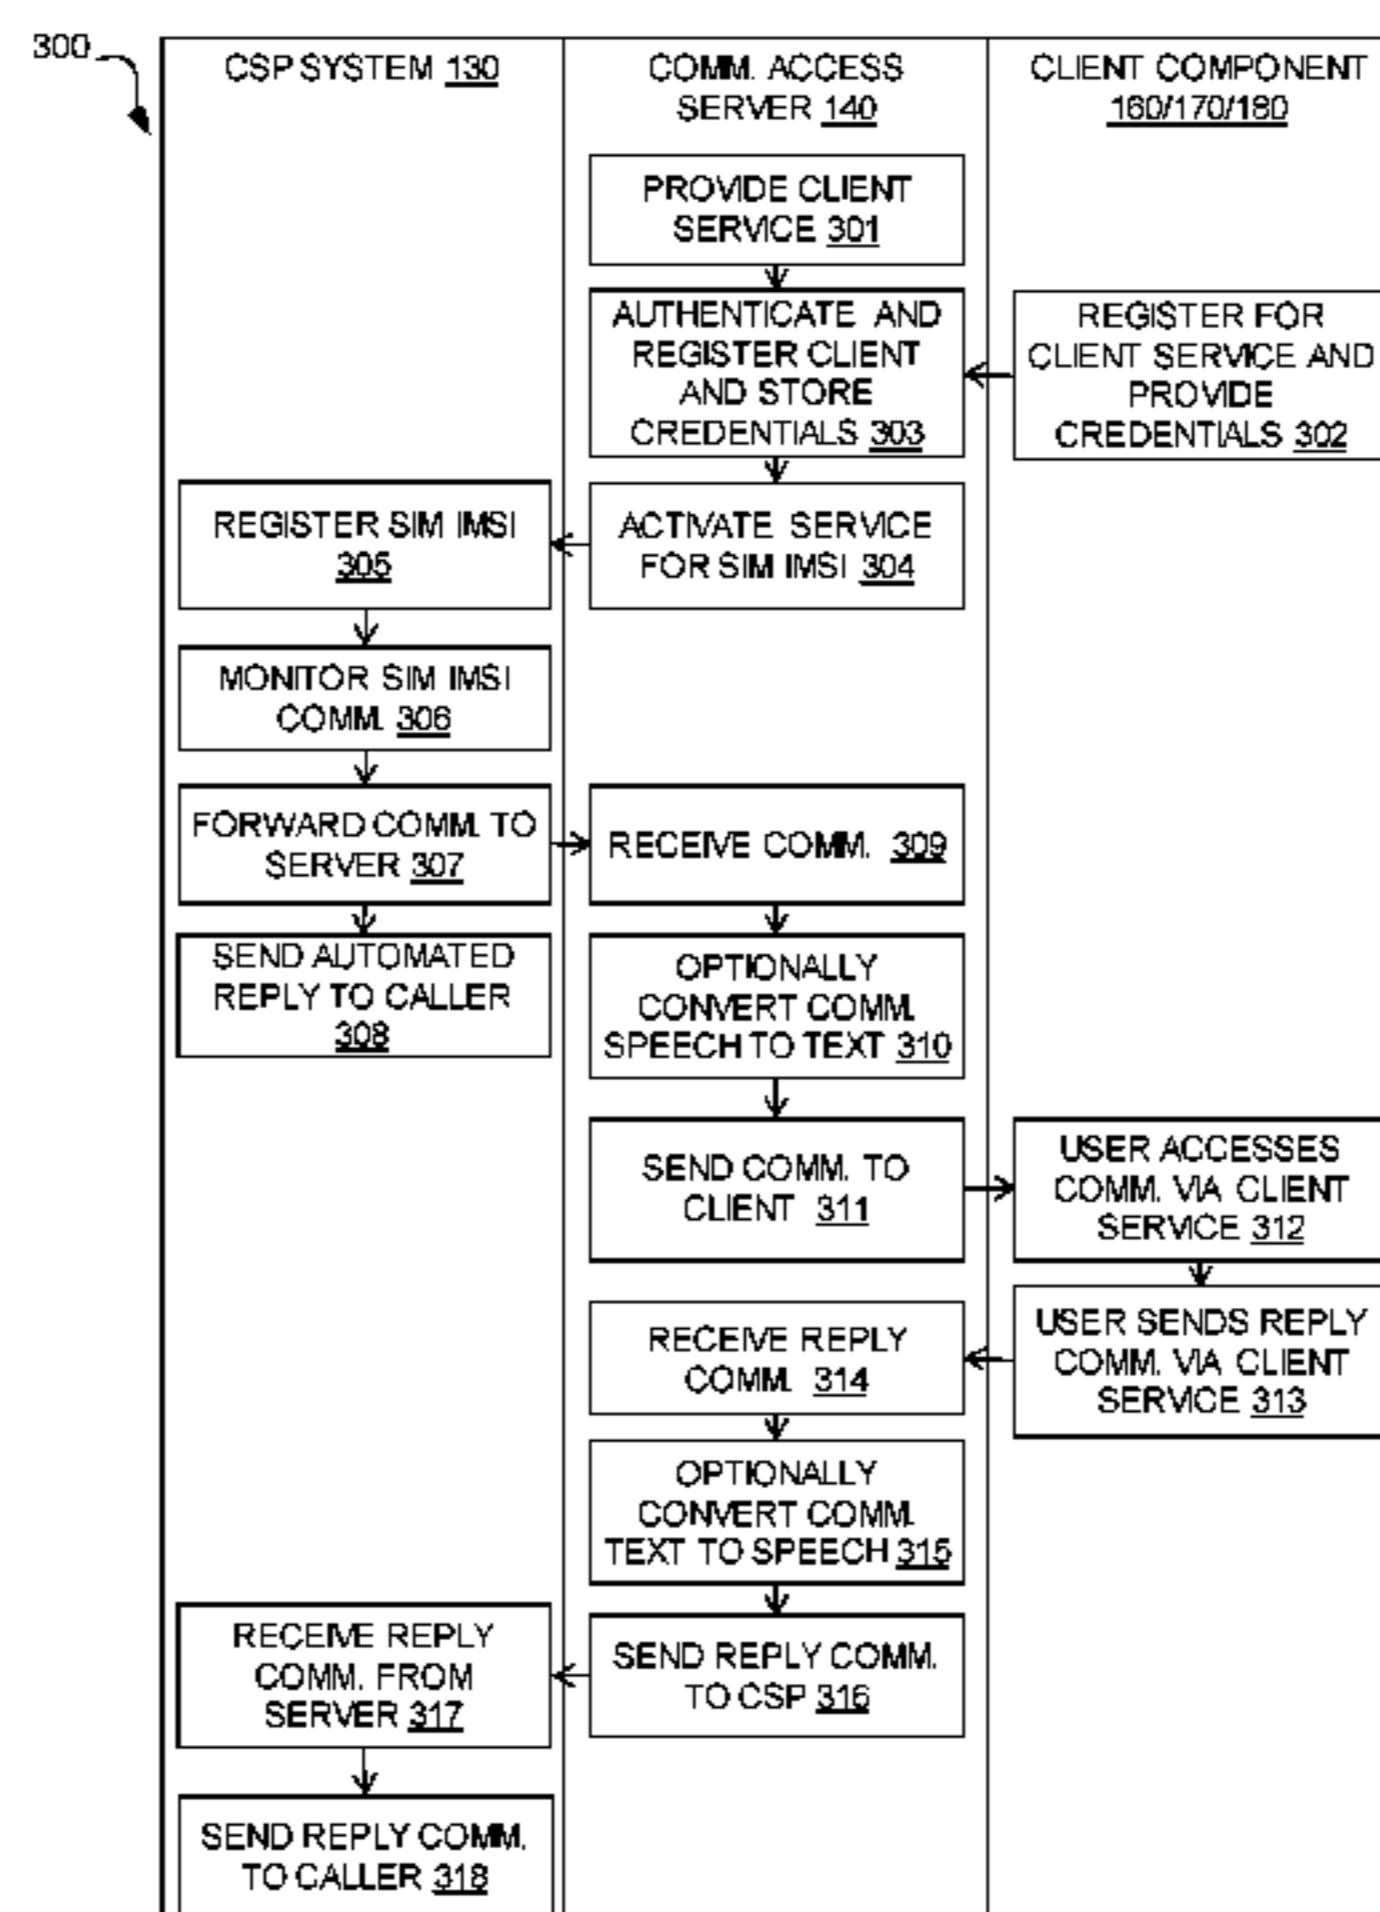 300
CSP SYSTEM 130
COMM. ACCESS
SERVER 140
CLIENT COMPONENT
160/170/180
PROVIDE CLIENT
SERVICE 301
AUTHENTICATE AND
REGISTER CLIENT
AND STORE
CREDENTIALS 303
REGISTER FOR
CLIENT SERVICE AND
PROVIDE
CREDENTIALS 302
REGISTER SIM IMSI
305
ACTIVATE SERVICE
FOR SIM IMSI 304
MONITOR SIM IMSI
COMM. 306
FORWARD COMM. TO
SERVER 307
RECEIVE COMM. 309
SEND AUTOMATED
REPLY TO CALLER
308
OPTIONALLY
CONVERT COMM.
SPEECH TO TEXT 310
SEND COMM. TO
CLIENT 311
USER ACCESSES
COMM. VIA CLIENT
SERVICE 312
RECEIVE REPLY
COMM. 314
USER SENDS REPLY
COMM. VIA CLIENT
SERVICE 313
OPTIONALLY
CONVERT COMM.
TEXT TO SPEECH 315
RECEIVE REPLY
COMM. FROM
SERVER 317
SEND REPLY COMM.
TO CSP 316
SEND REPLY COMM.
TO CALLER 318